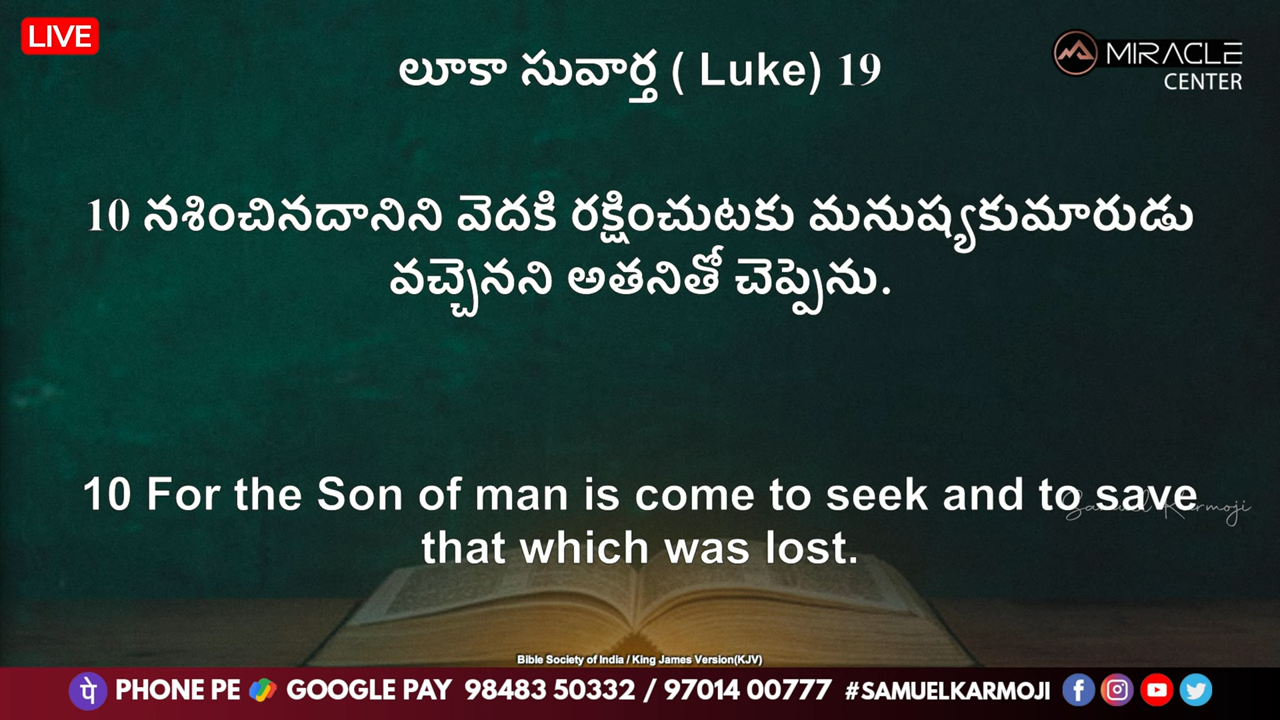 LIVE
లూకా సువార్త ( Luke) 19
MIRACLE
CENTER
10 నశించినదానిని వెదకి రక్షించుటకు మనుష్యకుమారుడు
వచ్చెనని అతనితో చెప్పెను.
10 For the Son of man is come to seek and to save
that which was lost.
Samuel Karmoji
Bible Society of India / King James Version(KJV)
पे PHONE PE GOOGLE PAY 98483 50332 / 97014 00777 #SAMUELKARMOJI